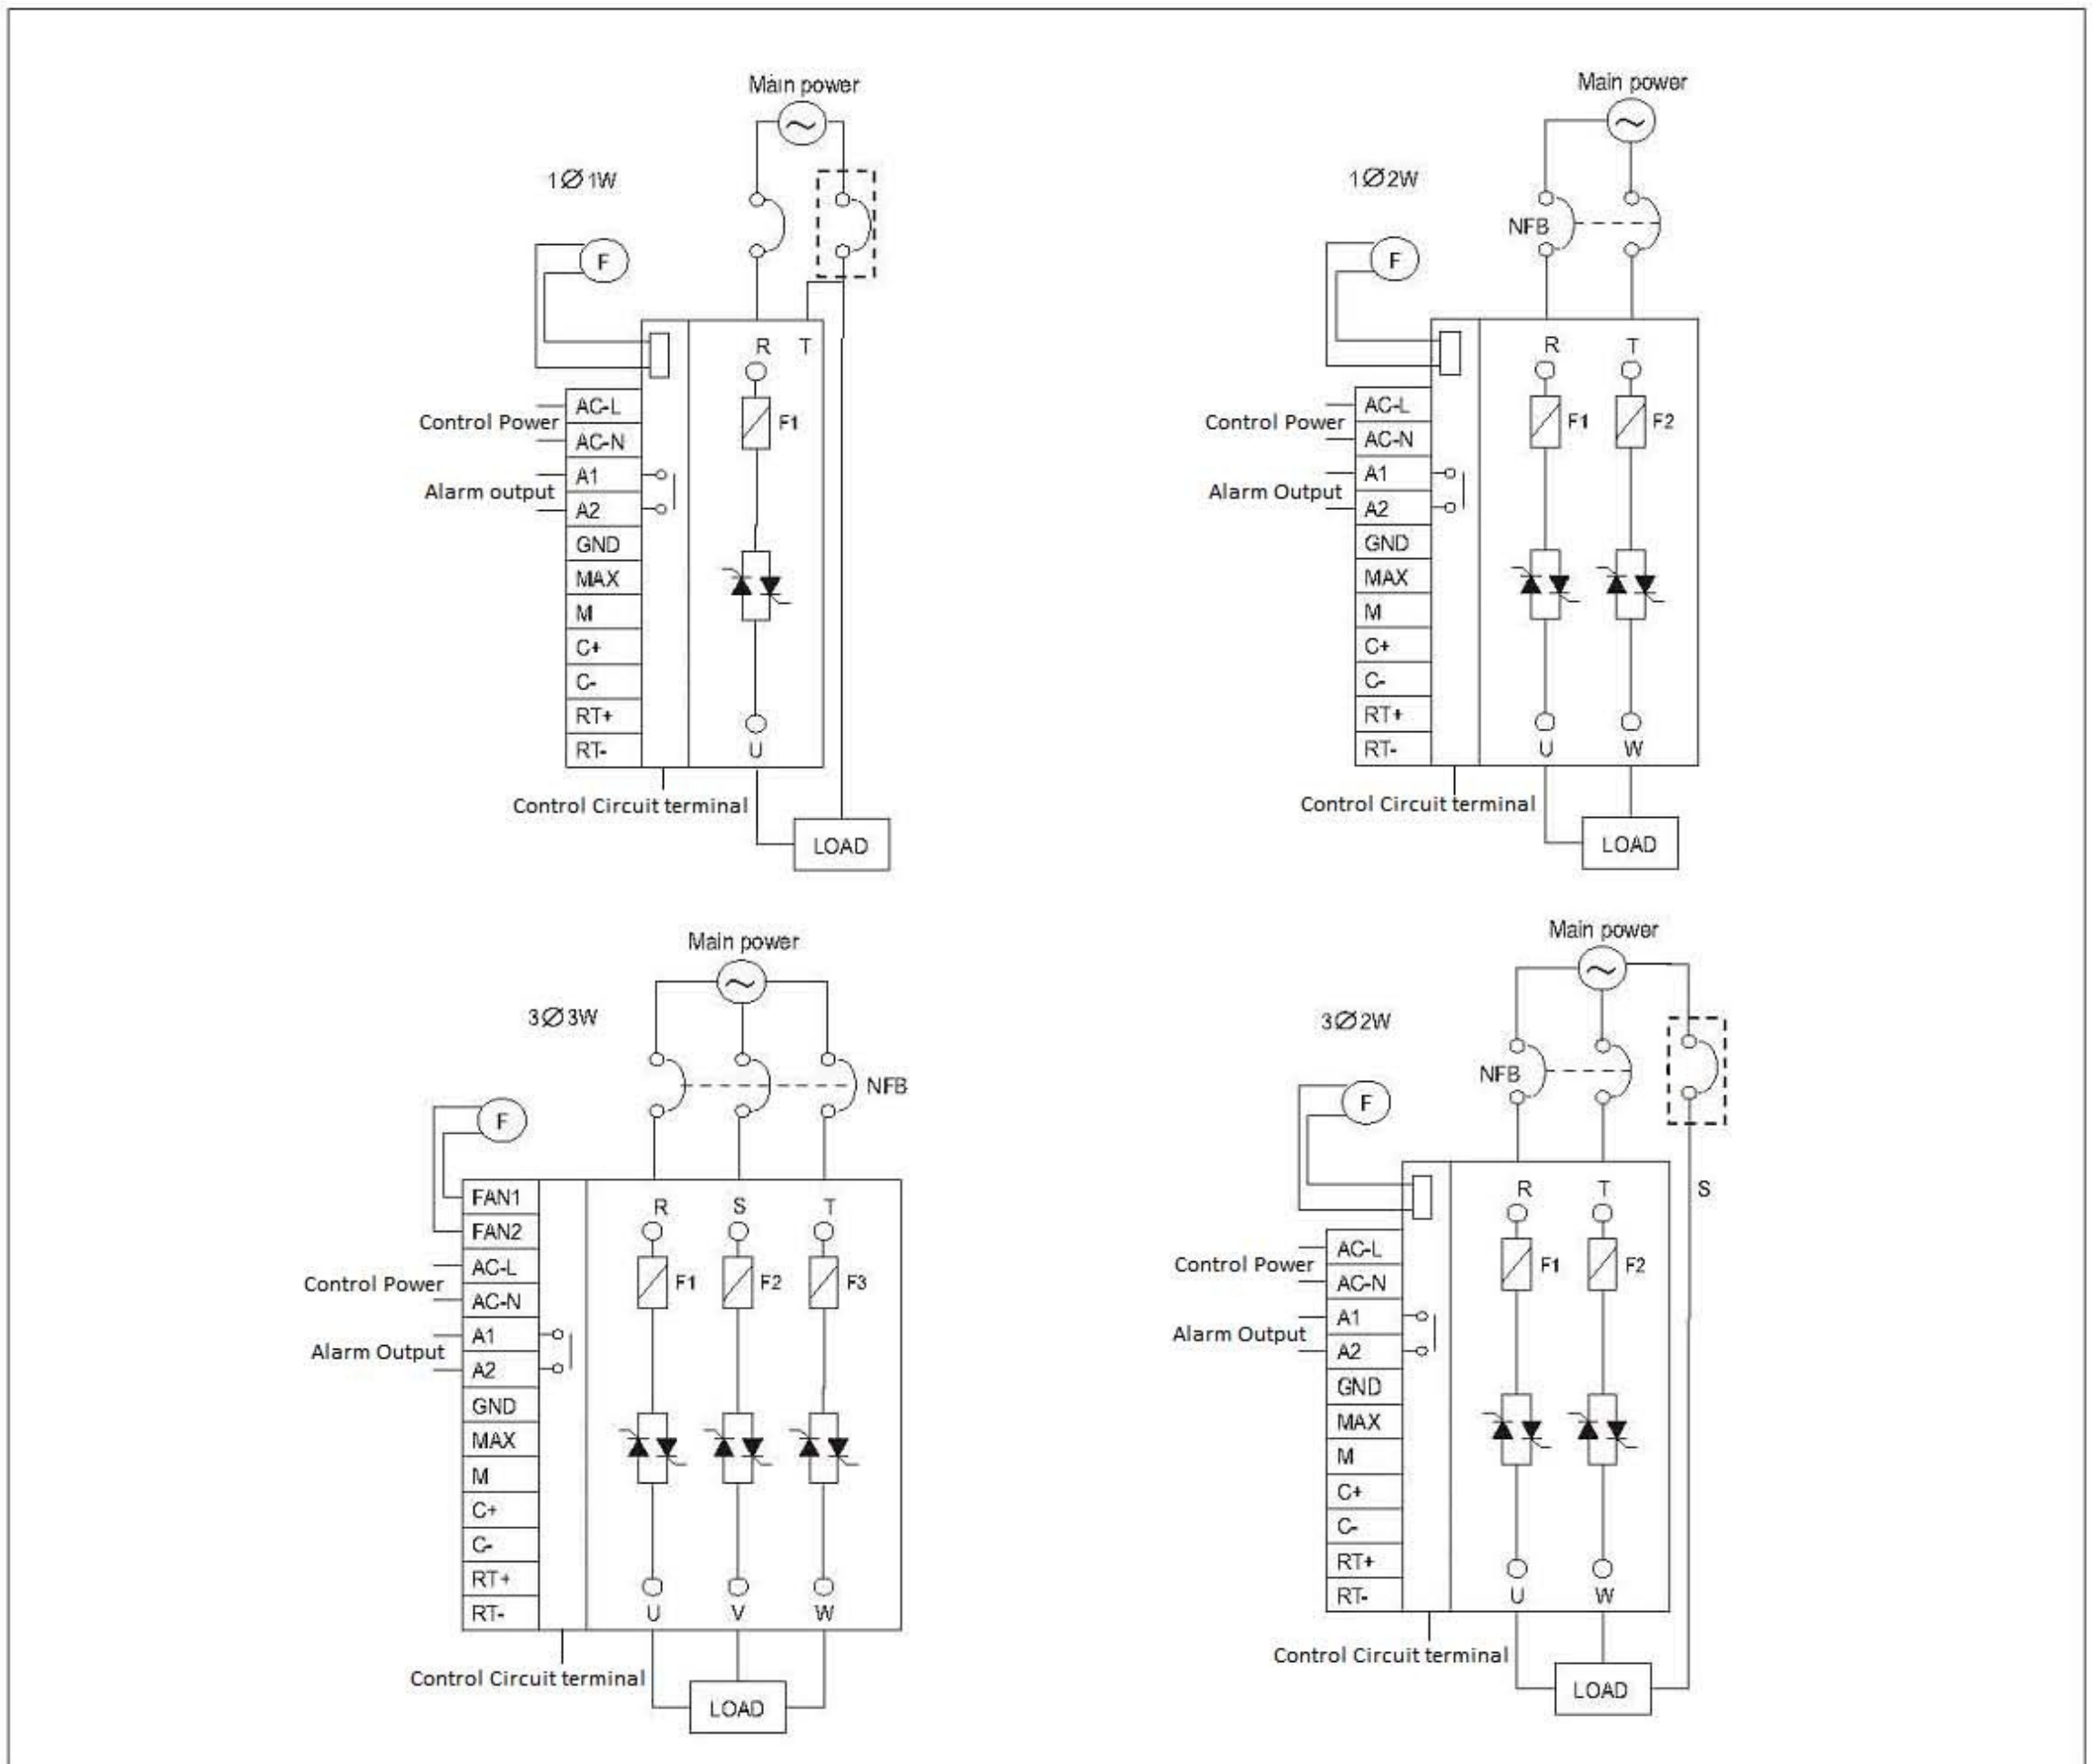 Main power
1Ø1W
F
R T
F1
AC-L
Control Power
AC-N
A1
Alarm output
A2
GND
MAX
M
C+
C-
RT+
RT-
U
Control Circuit terminal
LOAD
Main power
1Ø2W
NFB
F
R T
F1 F2
AC-L
Control Power
AC-N
A1
Alarm Output
A2
GND
MAX
M
C+
C-
RT+
RT-
U W
Control Circuit terminal
LOAD
Main power
3Ø3W
NFB
F
FAN1
R S T
FAN2
AC-L
F1 F2 F3
Control Power
AC-N
A1
Alarm Output
A2
GND
MAX
M
C+
C-
RT+
RT-
U V W
Control Circuit terminal
LOAD
Main power
3Ø2W
NFB
F
R T S
AC-L
Control Power
F1 F2
AC-N
A1
Alarm Output
A2
GND
MAX
M
C+
C-
RT+
RT-
U W
Control Circuit terminal
LOAD